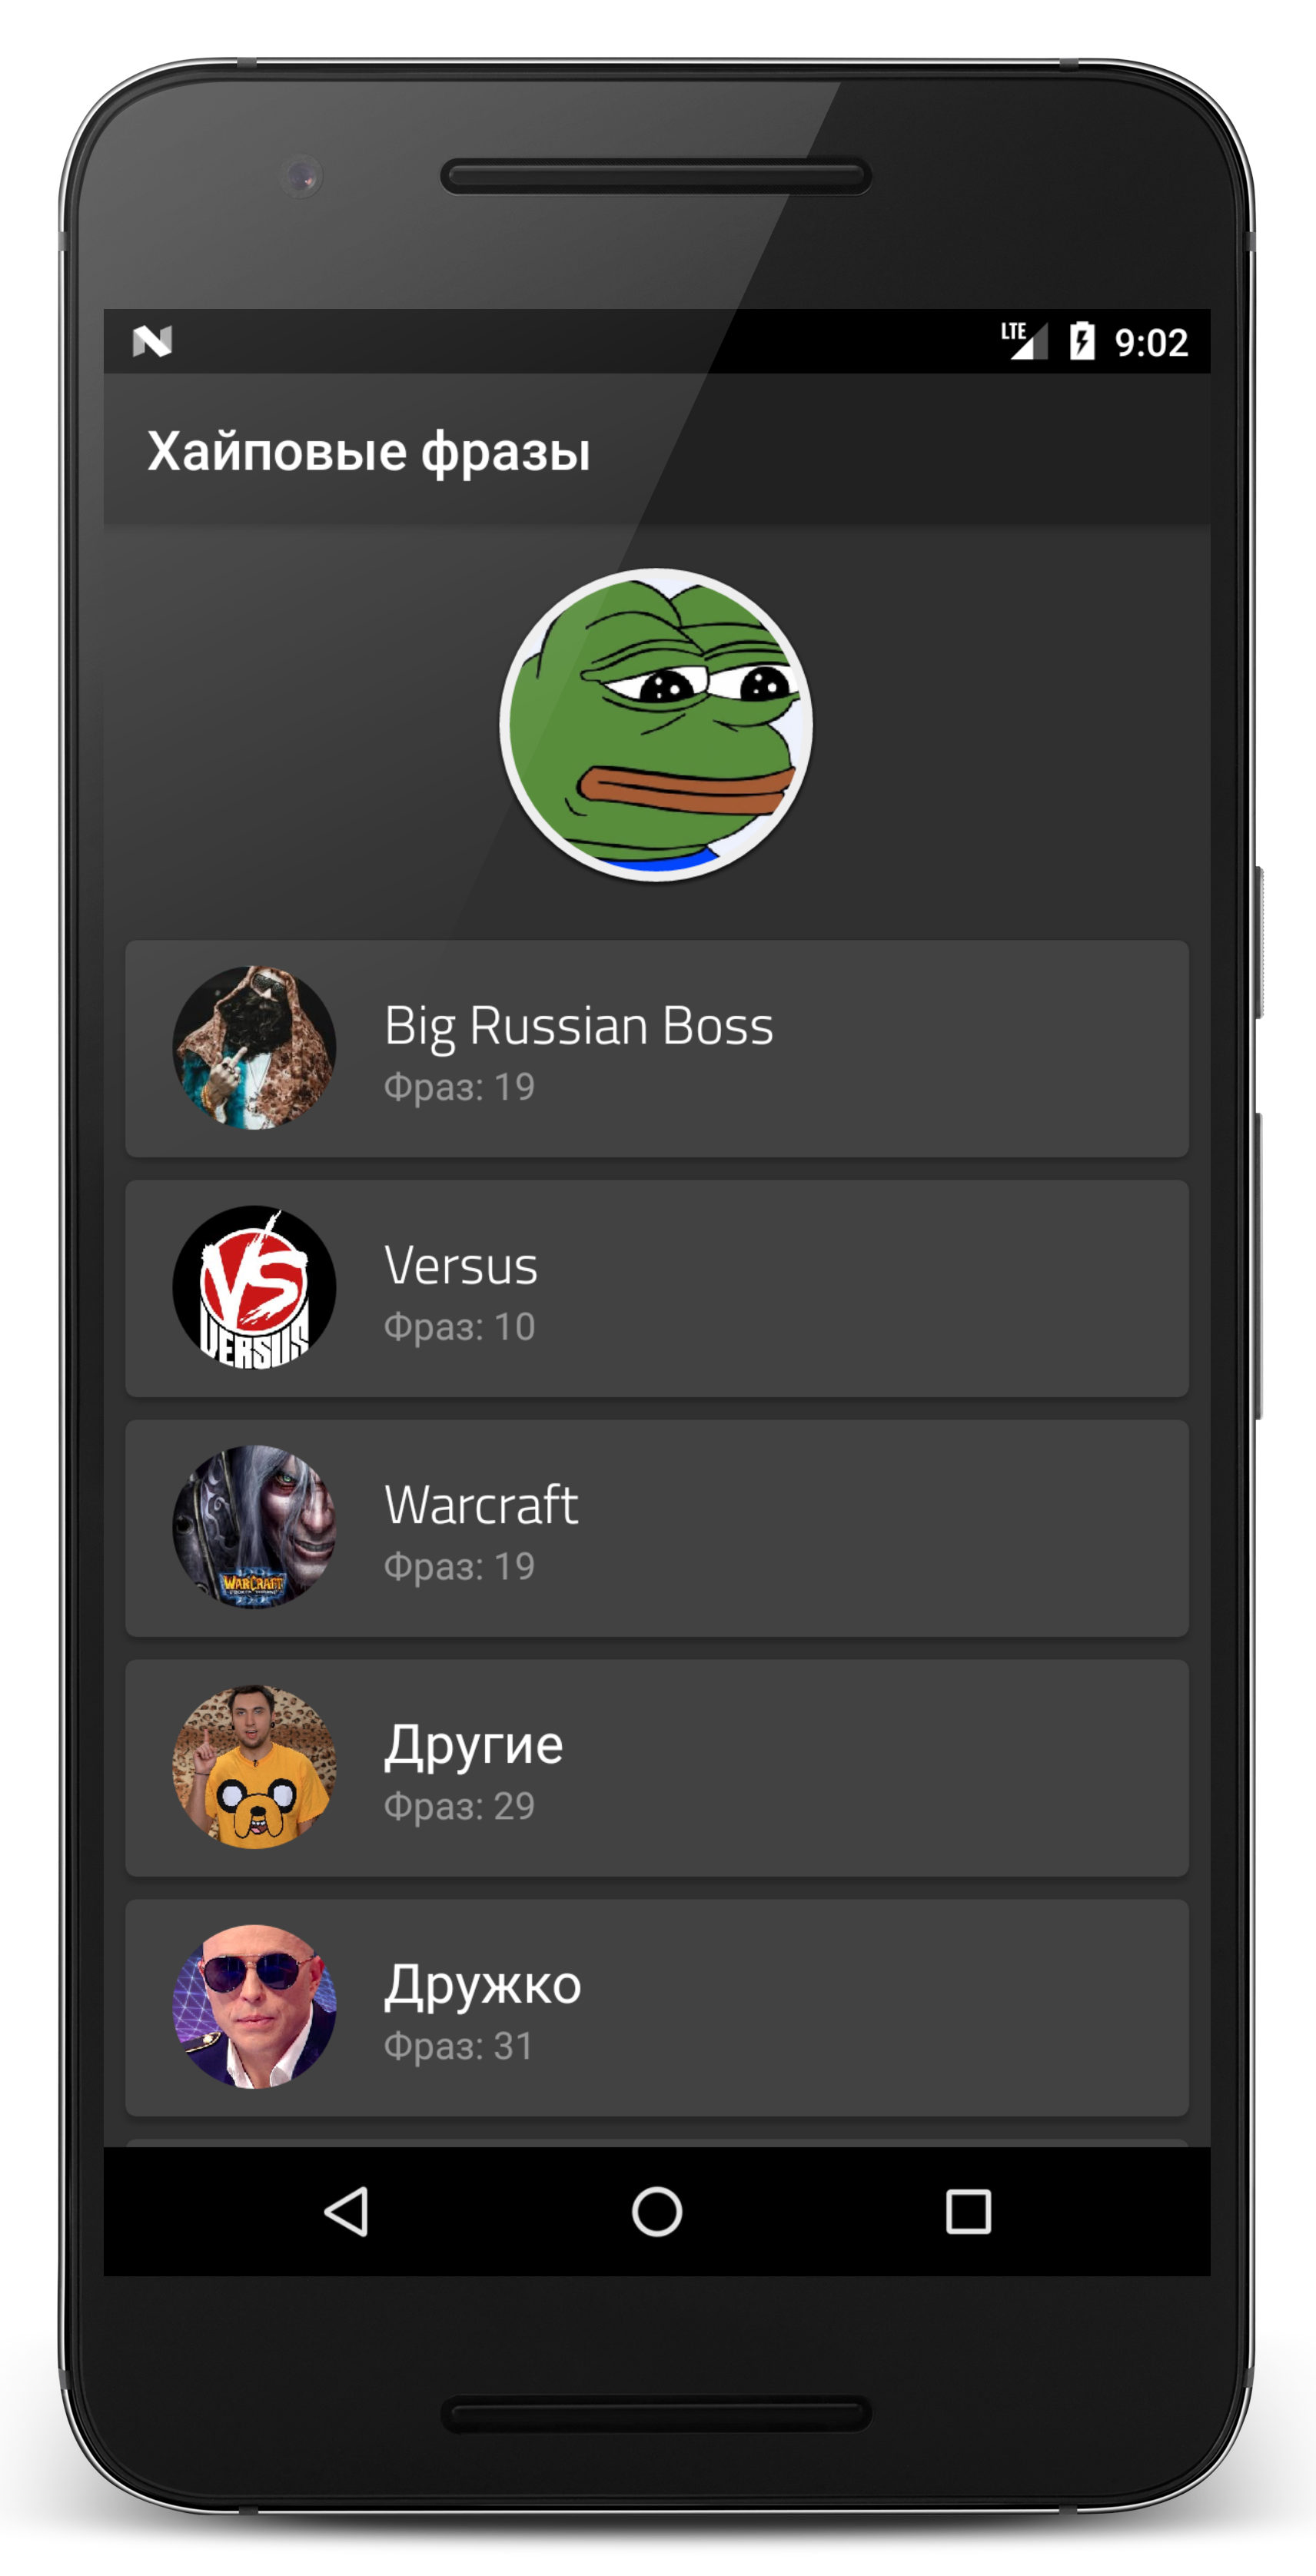 LTE 9:02
Хайповые фразы
Big Russian Boss
Фраз: 19
VS
VERSUS
Versus
Фраз: 10
WARCRAFT
Warcraft
Фраз: 19
Другие
Фраз: 29
Дружко
Фраз: 31